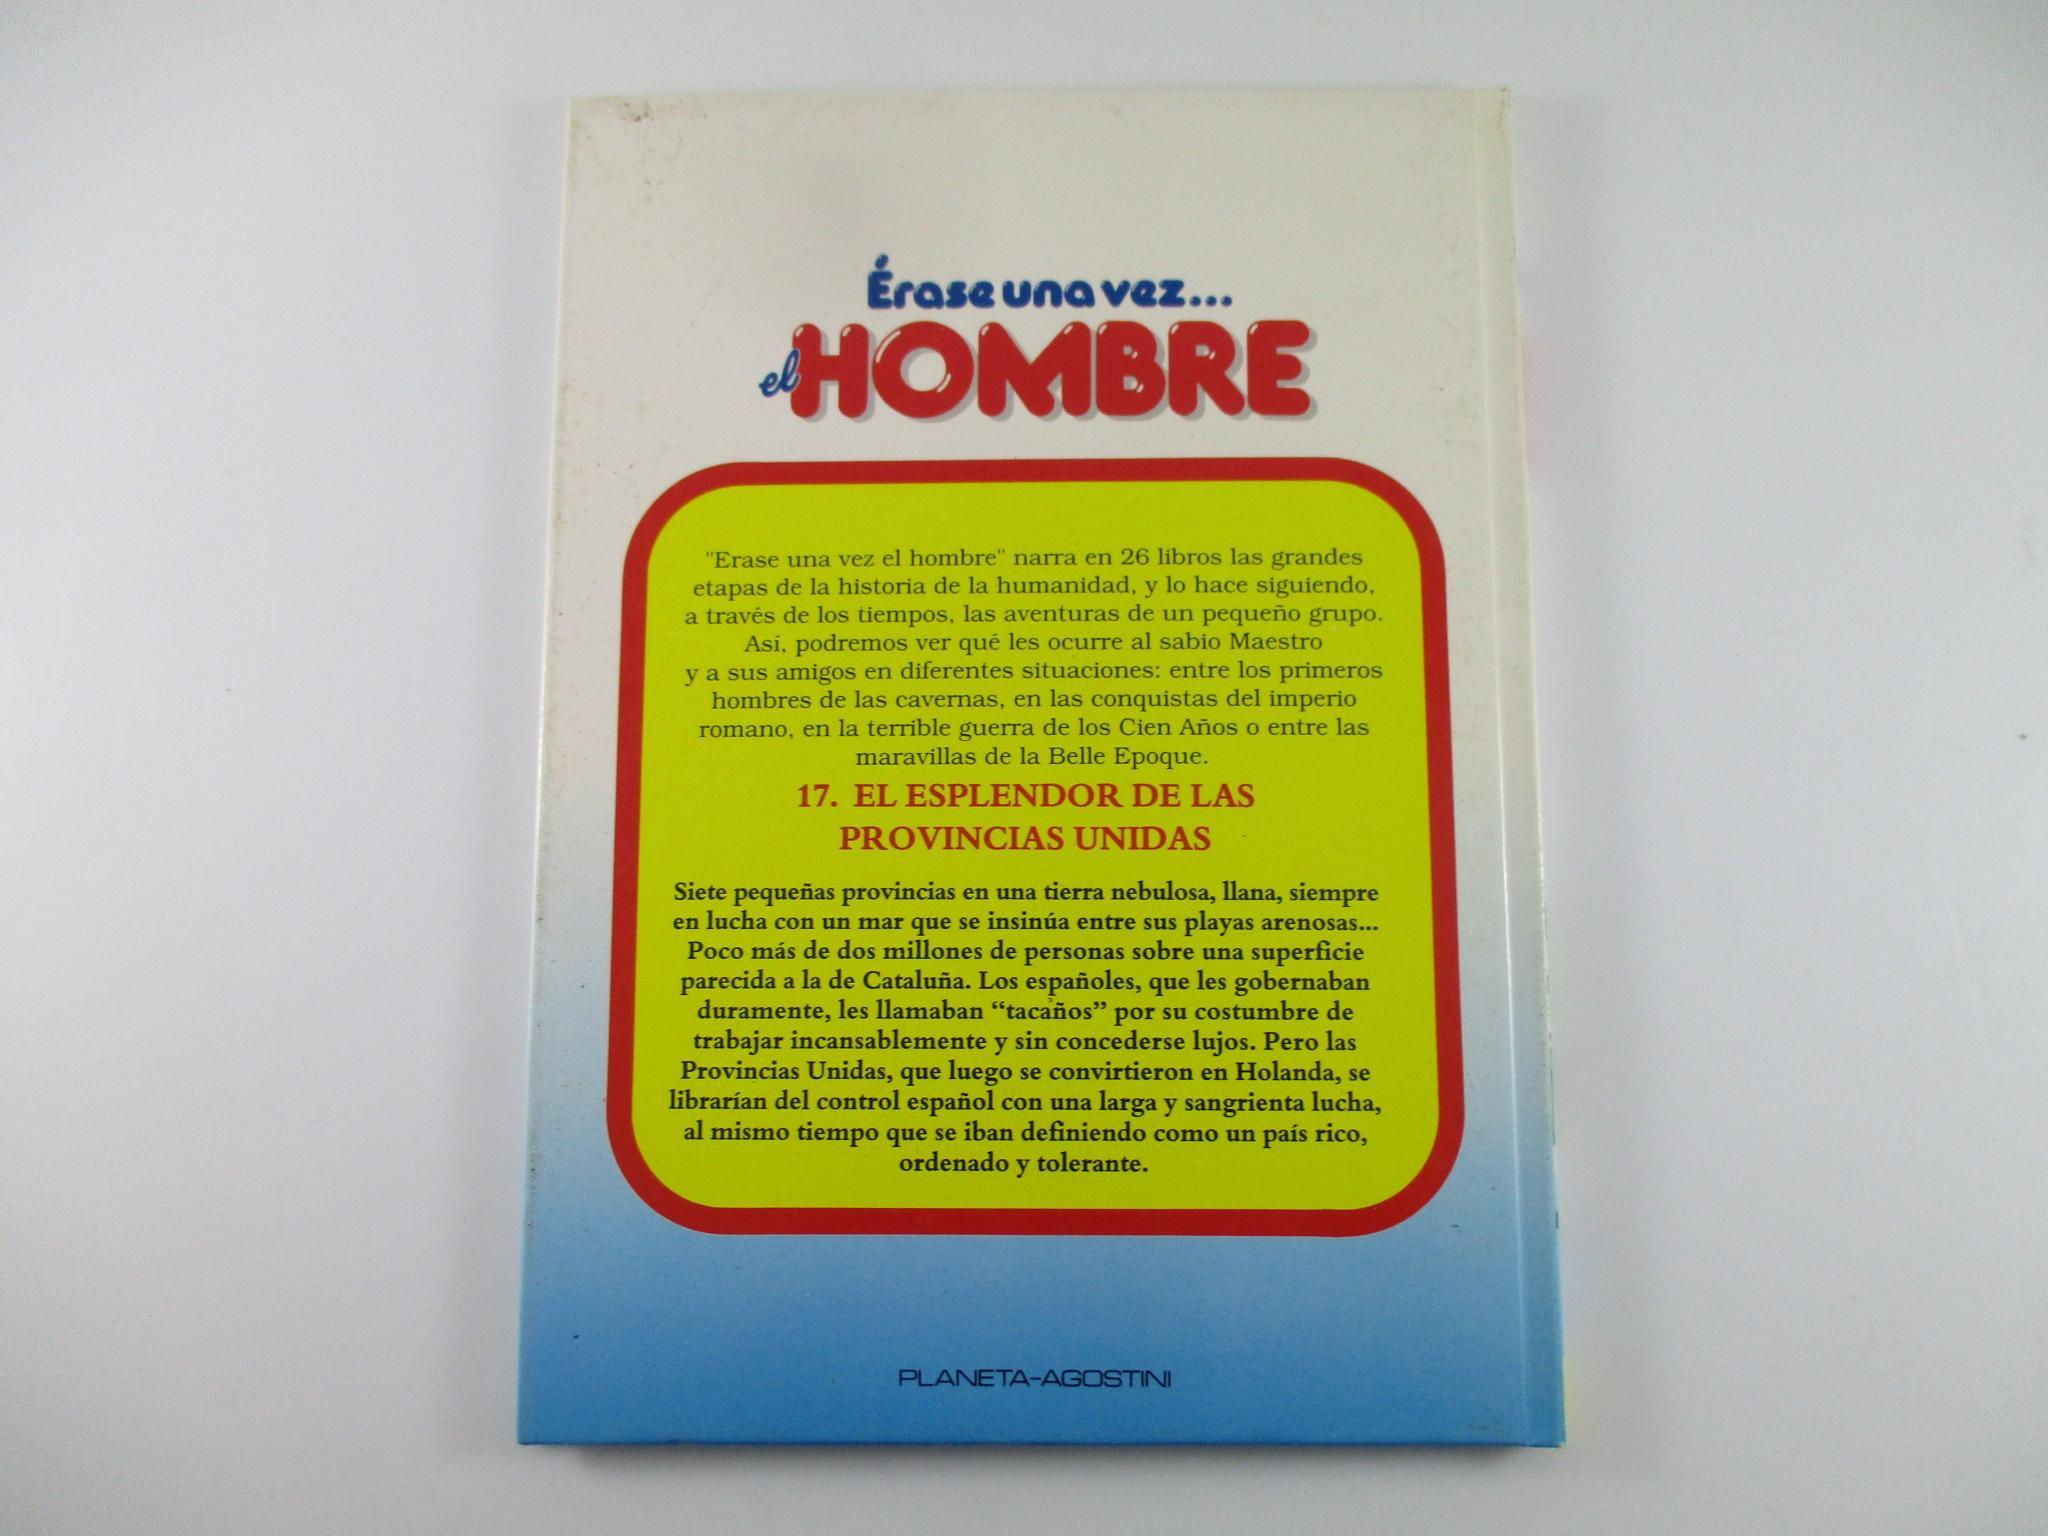 Érase una vez...
el HOMBRE
"Erase una vez el hombre" narra en 26 libros las grandes
etapas de la historia de la humanidad, y lo hace siguiendo,
a través de los tiempos, las aventuras de un pequeño grupo.
Así, podremos ver qué les ocurre al sabio Maestro
y a sus amigos en diferentes situaciones: entre los primeros
hombres de las cavernas, en las conquistas del imperio
romano, en la terrible guerra de los Cien Años o entre las
maravillas de la Belle Epoque.
17. EL ESPLENDOR DE LAS
PROVINCIAS UNIDAS
Siete pequeñas provincias en una tierra nebulosa, llana, siempre
en lucha con un mar que se insinúa entre sus playas arenosas...
Poco más de dos millones de personas sobre una superficie
parecida a la de Cataluña. Los españoles, que les gobernaban
duramente, les llamaban “tacaños” por su costumbre de
trabajar incansablemente y sin concederse lujos. Pero las
Provincias Unidas, que luego se convirtieron en Holanda, se
librarían del control español con una larga y sangrienta lucha,
al mismo tiempo que se iban definiendo como un país rico,
ordenado y tolerante.
PLANETA-AGOSTINI